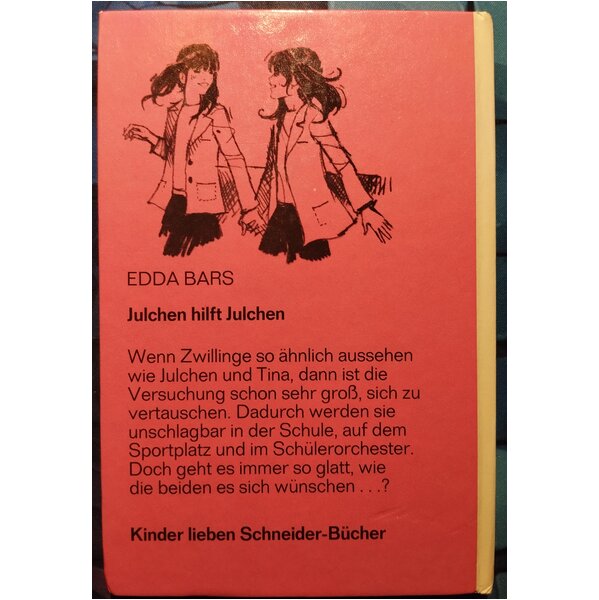 EDDA BARS
Julchen hilft Julchen
Wenn Zwillinge so ähnlich aussehen
wie Julchen und Tina, dann ist die
Versuchung schon sehr groß, sich zu
vertauschen. Dadurch werden sie
unschlagbar in der Schule, auf dem
Sportplatz und im Schülerorchester.
Doch geht es immer so glatt, wie
die beiden es sich wünschen . . .?
Kinder lieben Schneider-Bücher